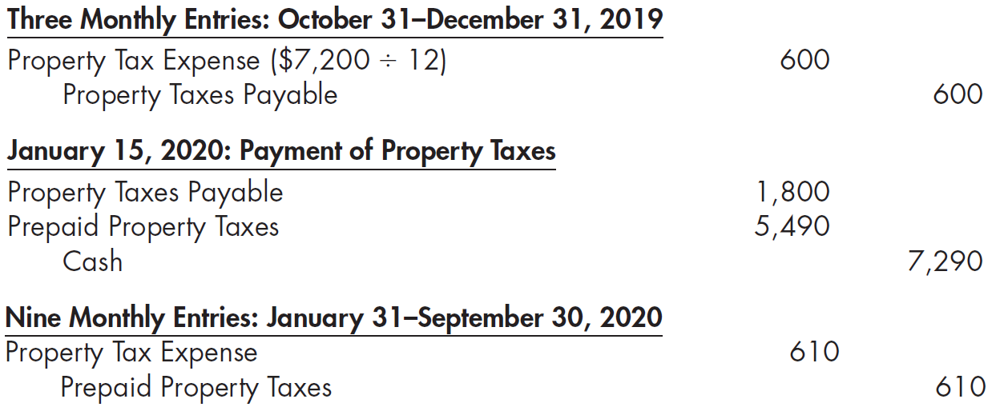 Three Monthly Entries: October 31–December 31, 2019
Property Tax Expense ($7,200 ÷ 12) 600
Property Taxes Payable 600
January 15, 2020: Payment of Property Taxes
Property Taxes Payable 1,800
Prepaid Property Taxes 5,490
Cash 7,290
Nine Monthly Entries: January 31–September 30, 2020
Property Tax Expense 610
Prepaid Property Taxes 610